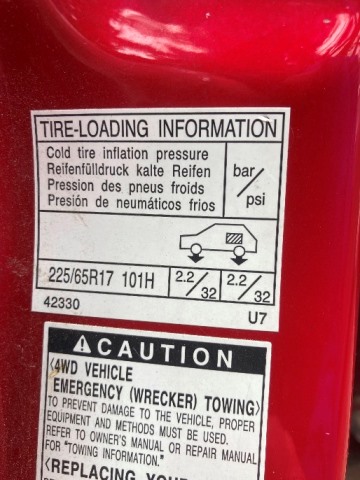 TIRE-LOADING INFORMATION
Cold tire inflation pressure
Reifenfülldruck kalte Reifen
Pression des pneus froids
Presión de neumáticos frios
bar/psi
225/65R17 101H 2.2/32 2.2/32
42330 U7
⚠CAUTION
〈4WD VEHICLE
EMERGENCY (WRECKER) TOWING〉
TO PREVENT DAMAGE TO THE VEHICLE, PROPER
EQUIPMENT AND METHODS MUST BE USED.
REFER TO OWNER'S MANUAL OR REPAIR MANUAL
FOR "TOWING INFORMATION."
〈REPLACING